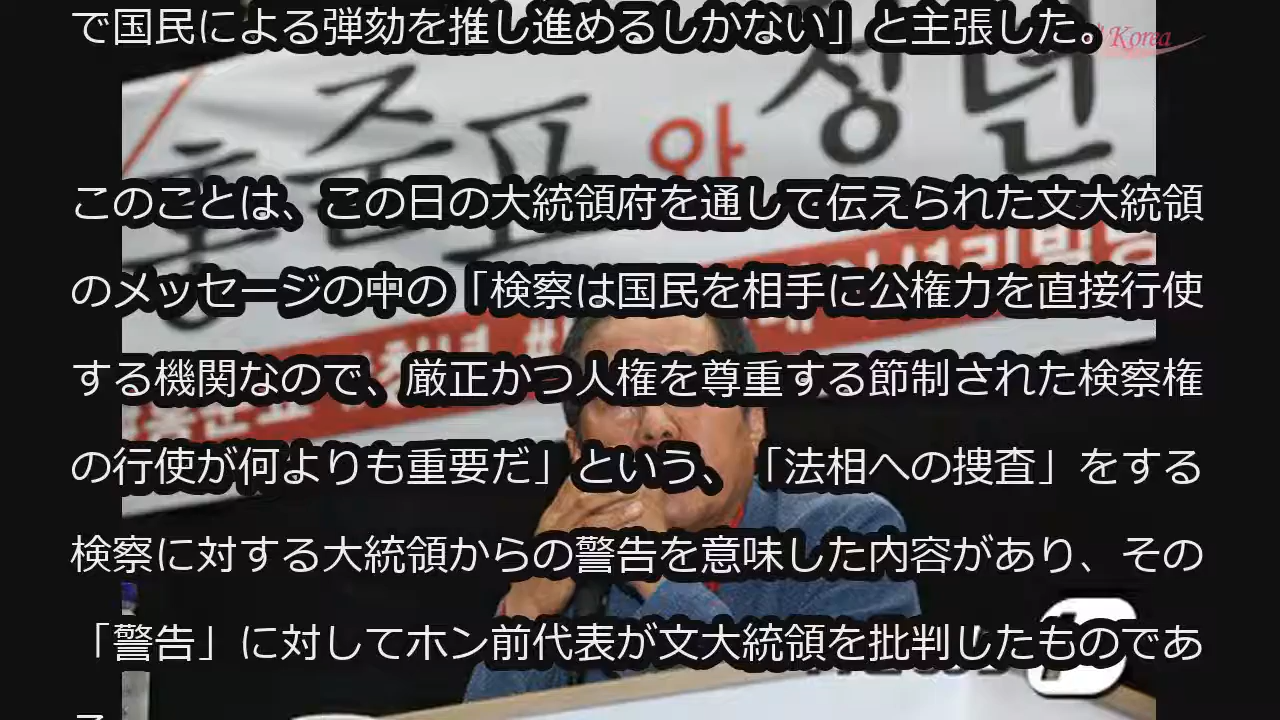 で国民による弾劾を推し進めるしかない」と主張した。
Korea
홍준표와 청년
このことは、この日の大統領府を通して伝えられた文大統領
のメッセージの中の「検察は国民を相手に公権力を直接行使
する機関なので、厳正かつ人権を尊重する節制された検察権
の行使が何よりも重要だ」という、「法相への捜査」をする
検察に対する大統領からの警告を意味した内容があり、その
「警告」に対してホン前代表が文大統領を批判したものであ